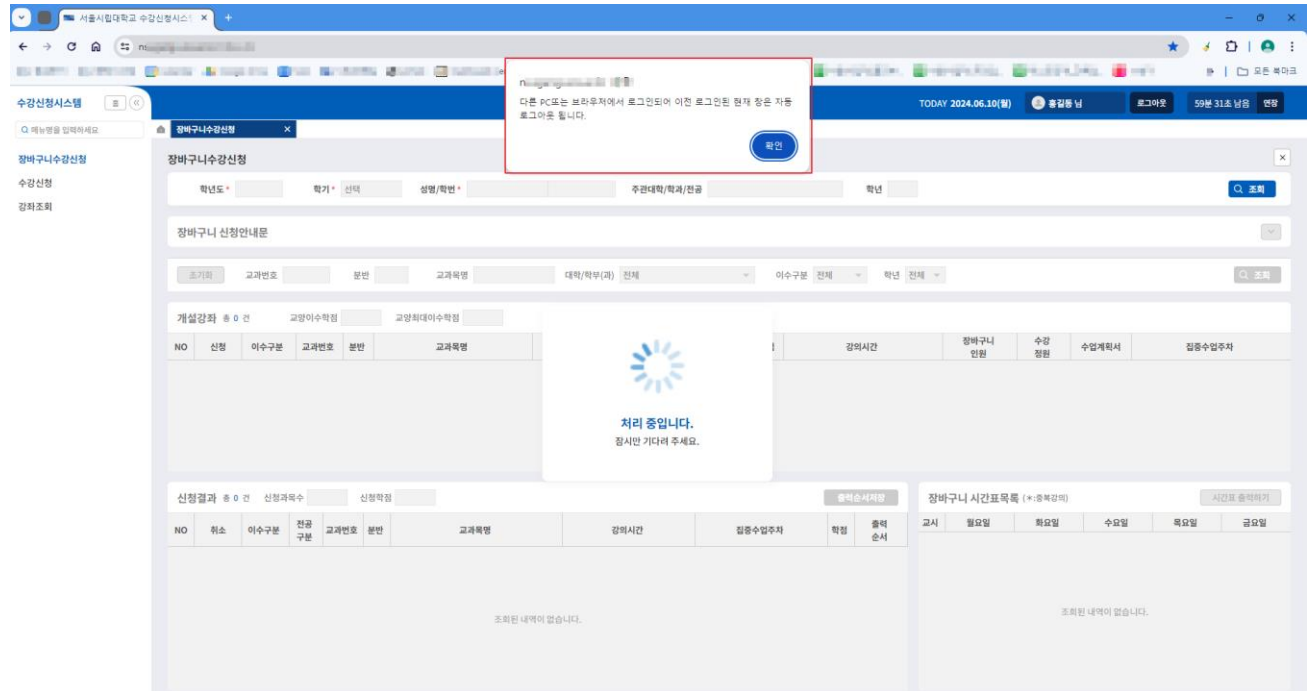 서울시립대학교 수강신청시스
모든 북마크
다른 PC또는 브라우저에서 로그인되어 이전 로그인된 현재 창은 자동
로그아웃 됩니다.
확인
수강신청시스템
TODAY 2024.06.10(월) 홍길동 님 로그아웃 59분 31초 남음 연장
메뉴명을 입력하세요
장바구니수강신청
장바구니수강신청
수강신청
강좌조회
장바구니수강신청
학년도* 학기* 선택 성명/학번* 주관대학/학과/전공 학년 조회
장바구니 신청안내문
초기화 교과번호 분반 교과목명 대학/학부(과) 전체 이수구분 전체 학년 전체 조회
개설강좌 총 0 건 교양이수학점 교양최대이수학점
NO 신청 이수구분 교과번호 분반 교과목명 강의시간 장바구니 인원 수강 정원 수업계획서 집중수업주차
처리 중입니다.
잠시만 기다려 주세요.
신청결과 총 0 건 신청과목수 신청학점 출력순서저장
NO 취소 이수구분 전공 구분 교과번호 분반 교과목명 강의시간 집중수업주차 학점 출력 순서
조회된 내역이 없습니다.
장바구니 시간표목록 (*:중복강의) 시간표 출력하기
교시 월요일 화요일 수요일 목요일 금요일
조회된 내역이 없습니다.